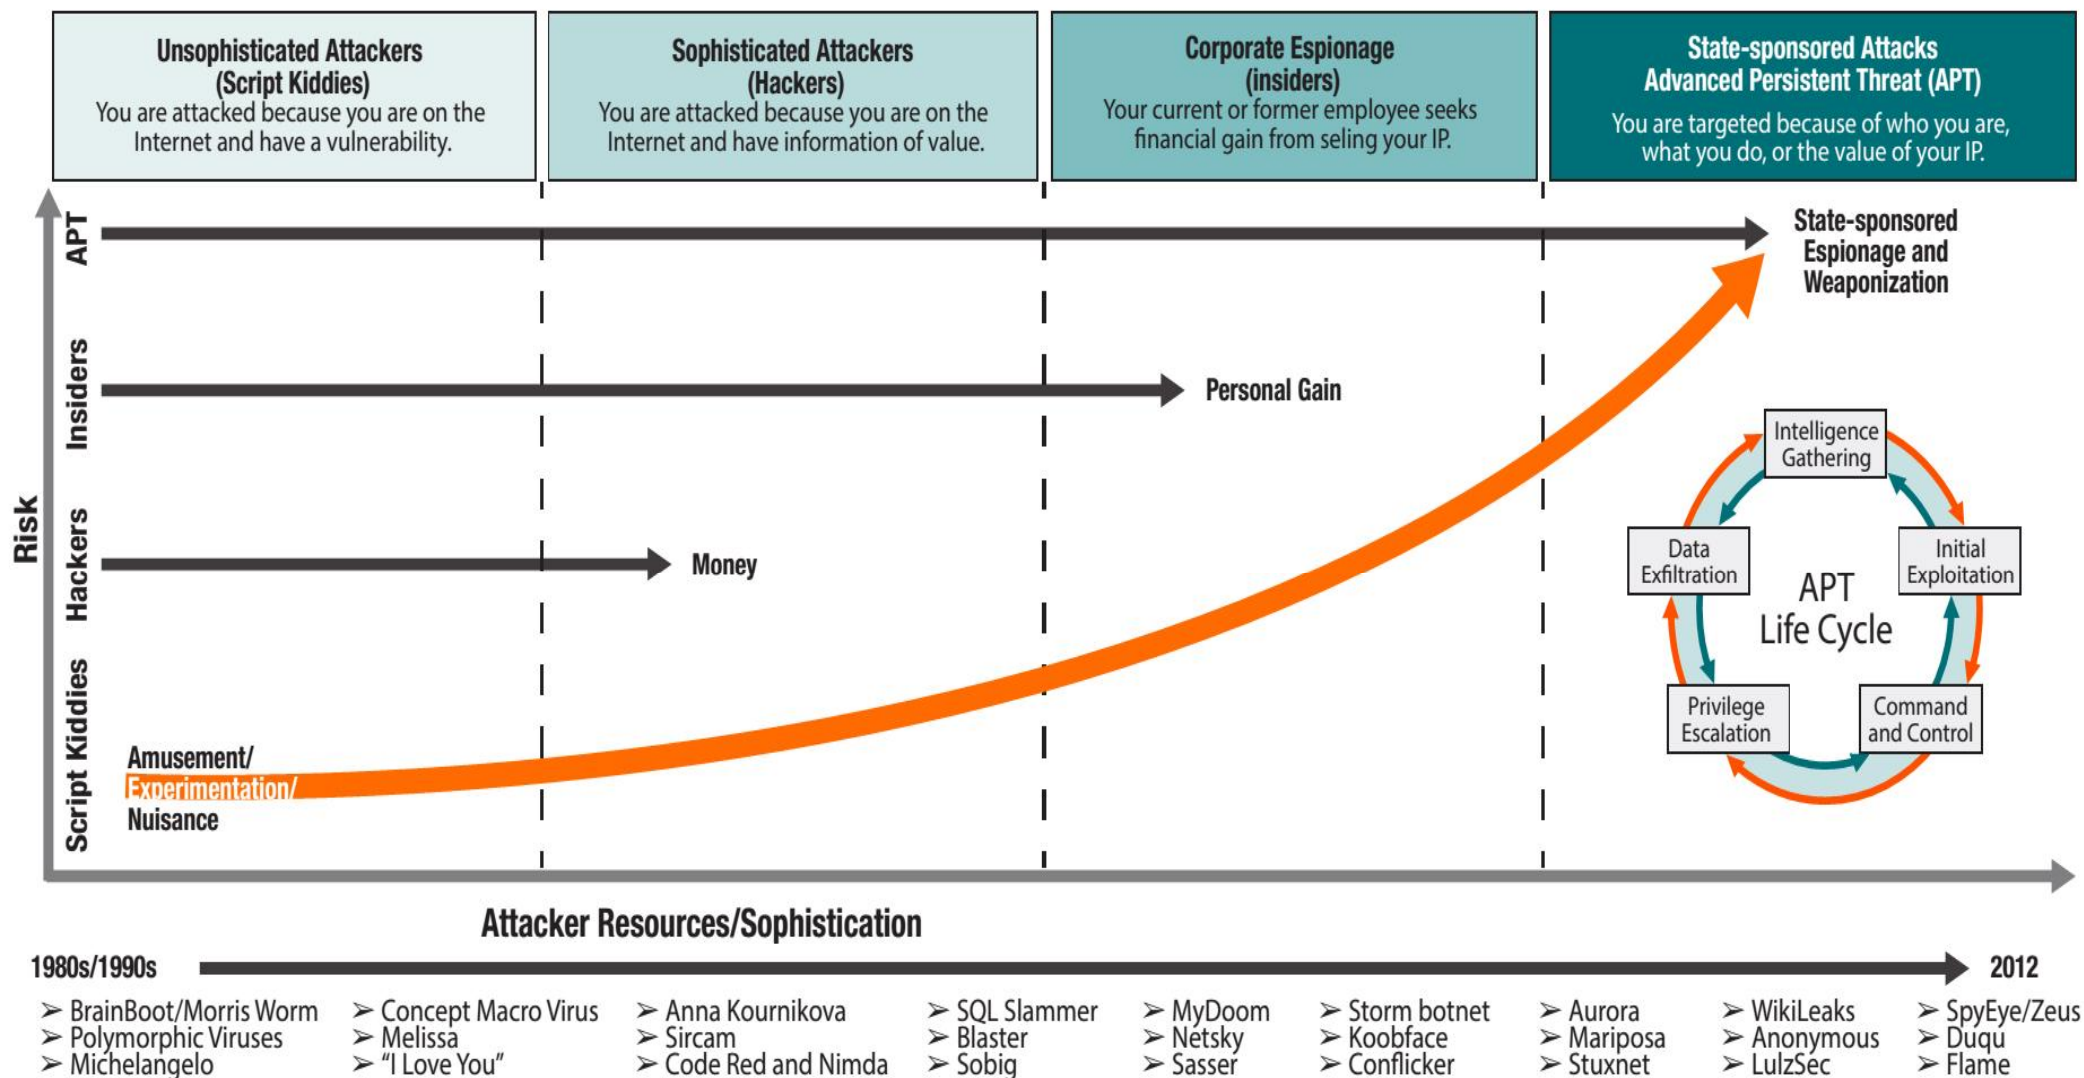 Unsophisticated Attackers
(Script Kiddies)
You are attacked because you are on the
Internet and have a vulnerability.
Sophisticated Attackers
(Hackers)
You are attacked because you are on the
Internet and have information of value.
Corporate Espionage
(insiders)
Your current or former employee seeks
financial gain from seling your IP.
State-sponsored Attacks
Advanced Persistent Threat (APT)
You are targeted because of who you are,
what you do, or the value of your IP.
Risk
APT
Insiders
Hackers
Script Kiddies
State-sponsored
Espionage and
Weaponization
Personal Gain
Money
Amusement/
Experimentation/
Nuisance
Intelligence
Gathering
Initial
Exploitation
Command
and Control
Privilege
Escalation
Data
Exfiltration
APT
Life Cycle
Attacker Resources/Sophistication
1980s/1990s
2012
➢ BrainBoot/Morris Worm
➢ Polymorphic Viruses
➢ Michelangelo
➢ Concept Macro Virus
➢ Melissa
➢ “I Love You”
➢ Anna Kournikova
➢ Sircam
➢ Code Red and Nimda
➢ SQL Slammer
➢ Blaster
➢ Sobig
➢ MyDoom
➢ Netsky
➢ Sasser
➢ Storm botnet
➢ Koobface
➢ Conflicker
➢ Aurora
➢ Mariposa
➢ Stuxnet
➢ WikiLeaks
➢ Anonymous
➢ LulzSec
➢ SpyEye/Zeus
➢ Duqu
➢ Flame